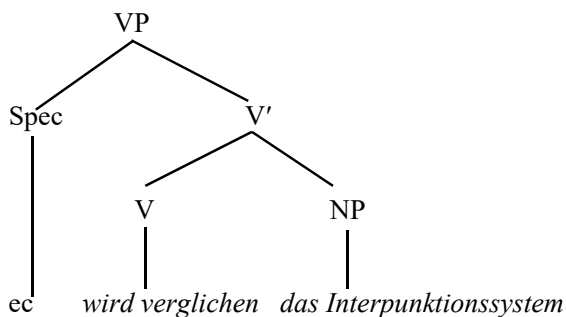 VP
Spec V′
V NP
ec wird verglichen das Interpunktionssystem